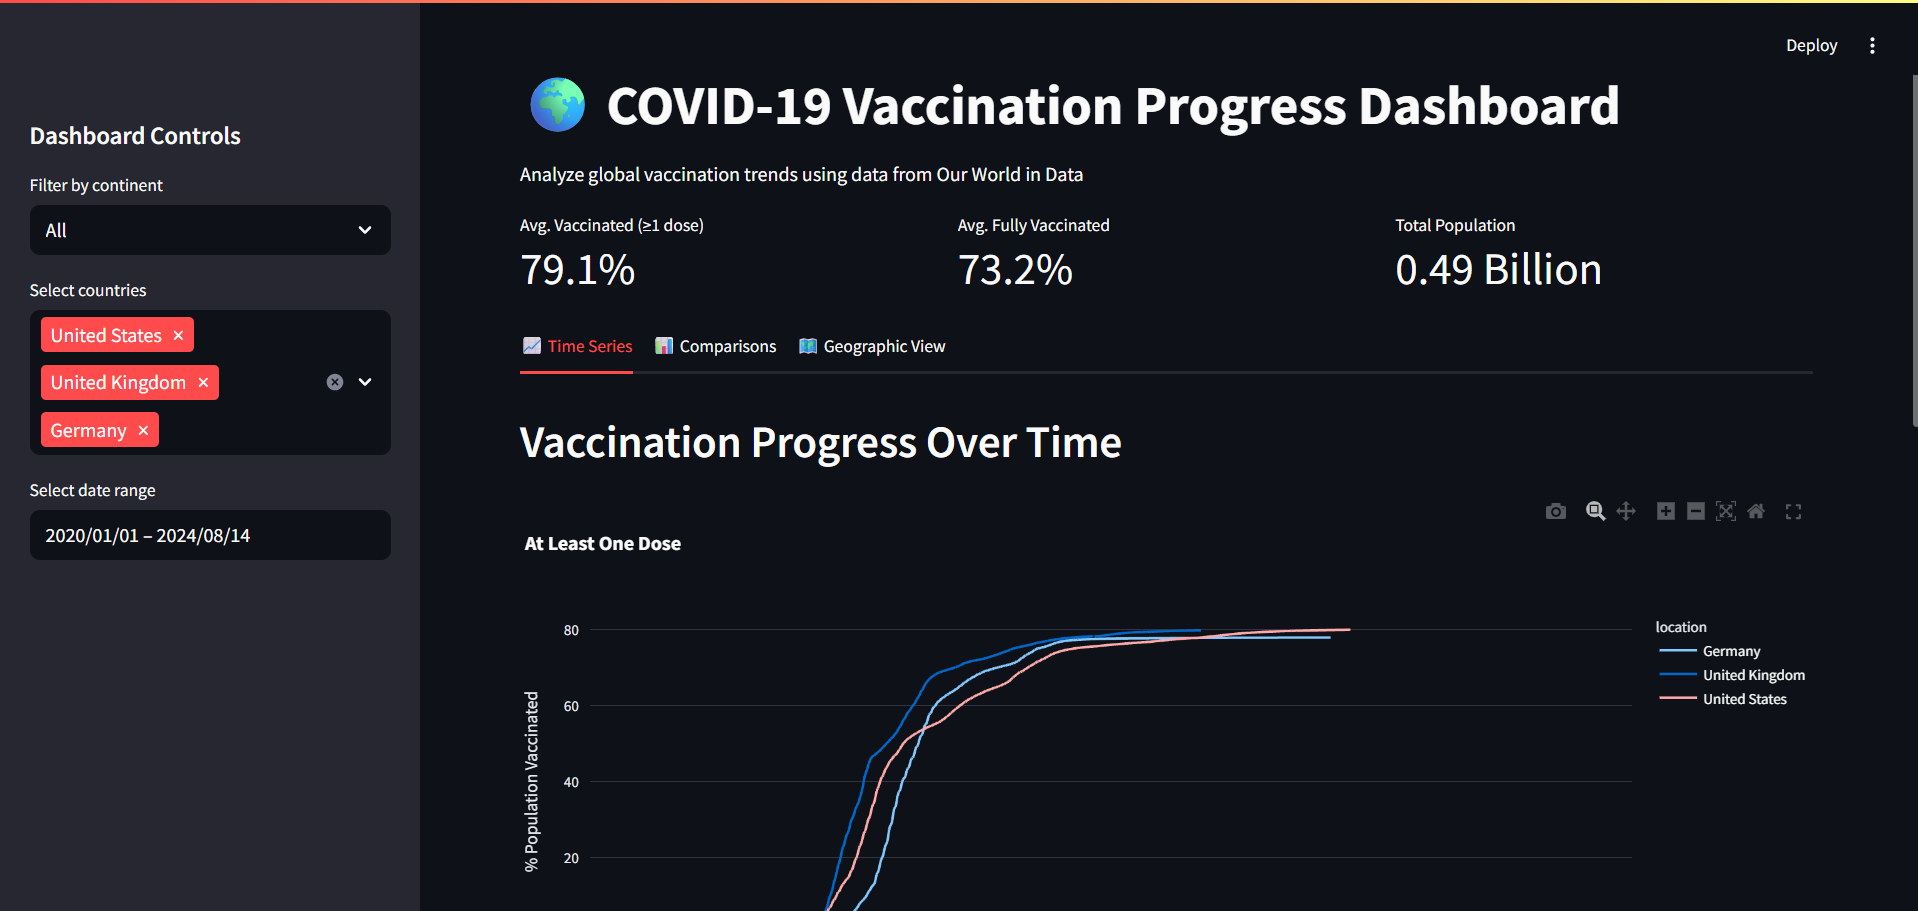 Deploy
Dashboard Controls
Filter by continent
All
Select countries
United States
United Kingdom
Germany
Select date range
2020/01/01 – 2024/08/14
COVID-19 Vaccination Progress Dashboard
Analyze global vaccination trends using data from Our World in Data
Avg. Vaccinated (≥1 dose)
79.1%
Avg. Fully Vaccinated
73.2%
Total Population
0.49 Billion
Time Series
Comparisons
Geographic View
Vaccination Progress Over Time
At Least One Dose
% Population Vaccinated
80
60
40
20
location
Germany
United Kingdom
United States